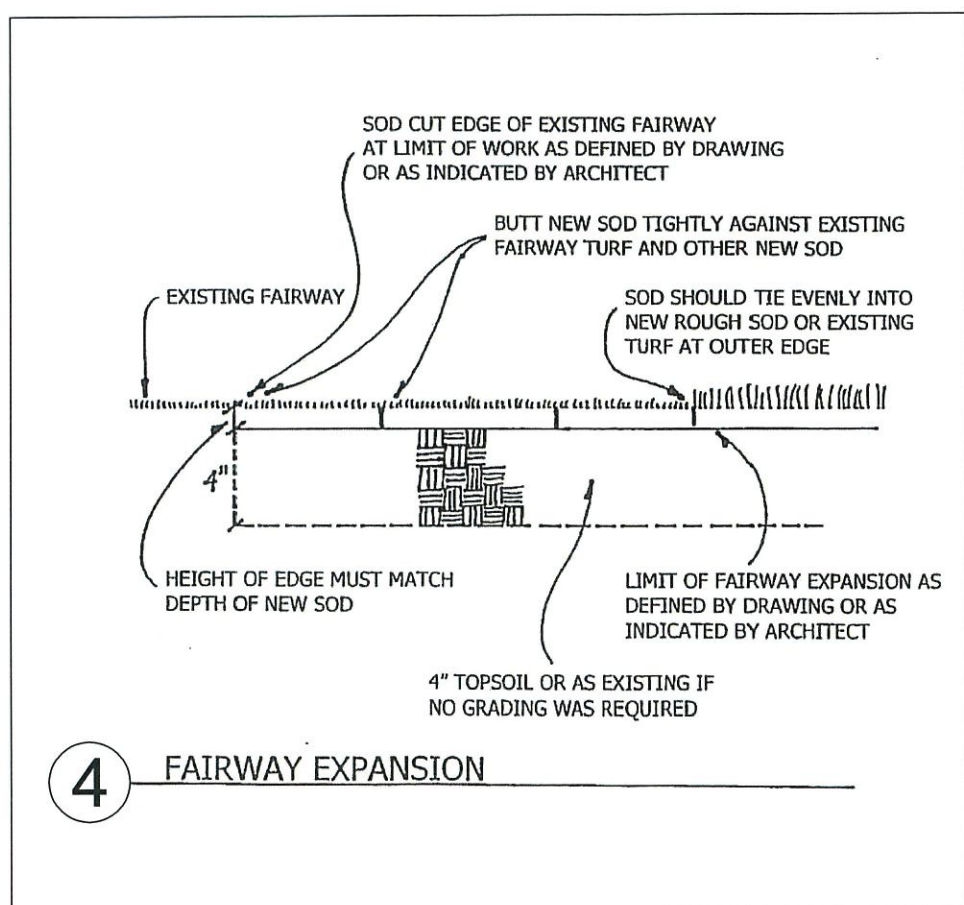 SOD CUT EDGE OF EXISTING FAIRWAY
AT LIMIT OF WORK AS DEFINED BY DRAWING
OR AS INDICATED BY ARCHITECT
BUTT NEW SOD TIGHTLY AGAINST EXISTING
FAIRWAY TURF AND OTHER NEW SOD
EXISTING FAIRWAY
SOD SHOULD TIE EVENLY INTO
NEW ROUGH SOD OR EXISTING
TURF AT OUTER EDGE
4"
HEIGHT OF EDGE MUST MATCH
DEPTH OF NEW SOD
LIMIT OF FAIRWAY EXPANSION AS
DEFINED BY DRAWING OR AS
INDICATED BY ARCHITECT
4" TOPSOIL OR AS EXISTING IF
NO GRADING WAS REQUIRED
4 FAIRWAY EXPANSION